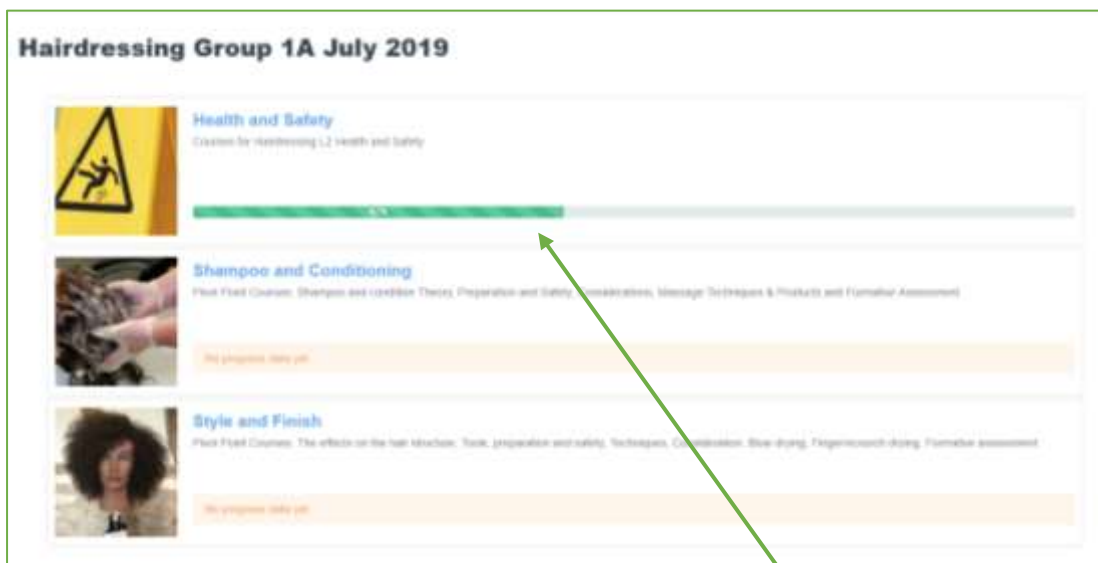 Hairdressing Group 1A July 2019
Health and Safety
Courses for Hairdressing L2 Health and Safety
Shampoo and Conditioning
Pivot Point Courses: Shampoo and condition Theory, Preparation and Safety, Considerations, Massage Techniques & Products and Formative Assessment
No progress data yet
Style and Finish
Pivot Point Courses: The effects on the hair structure, Tools, preparation and safety, Techniques, Consideration, Blow drying, Finger/scrunch drying, Formative assessment
No progress data yet